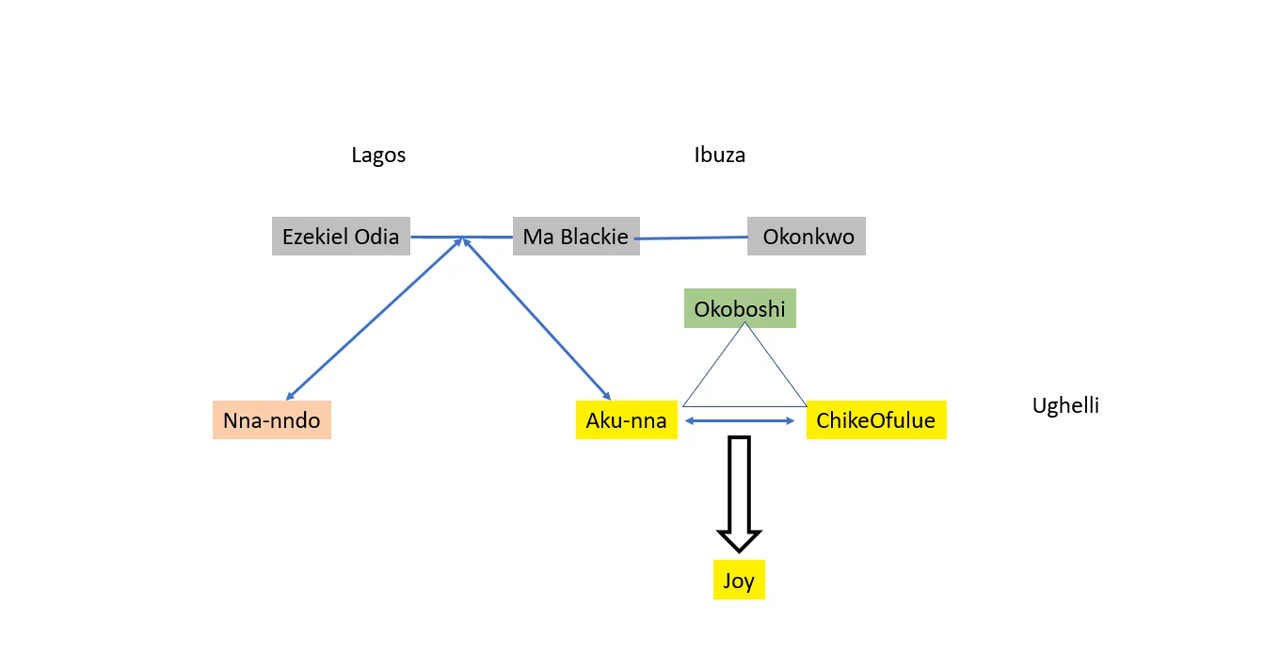 Lagos
Ibuza
Ezekiel Odia
Ma Blackie
Okonkwo
Okoboshi
Nna-nndo
Aku-nna
ChikeOfulue
Ughelli
Joy